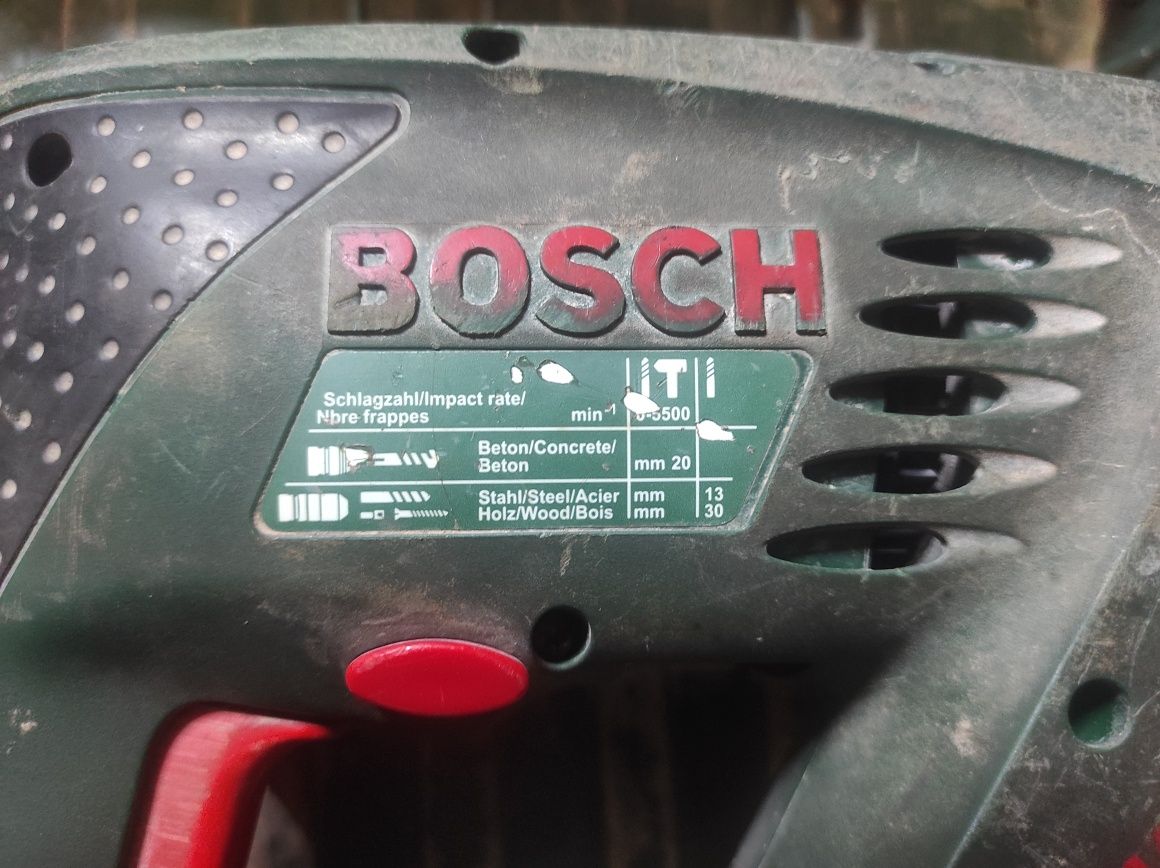 BOSCH
Schlagzahl/Impact rate/
Nbre frappes min⁻¹ 0-5500
Beton/Concrete/
Beton mm 20
Stahl/Steel/Acier mm 13
Holz/Wood/Bois mm 30